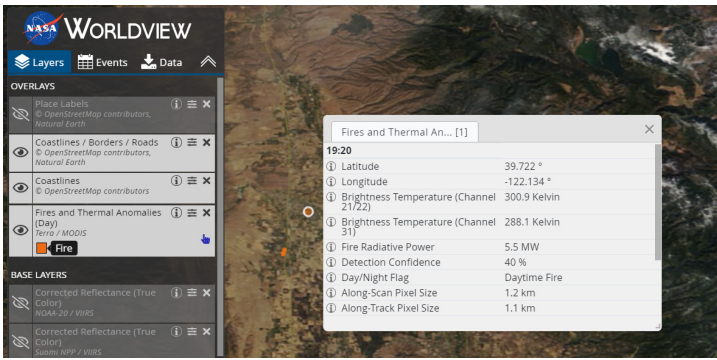 NASA WORLDVIEW
Layers Events Data
OVERLAYS
Place Labels
© OpenStreetMap contributors,
Natural Earth
Coastlines / Borders / Roads
© OpenStreetMap contributors,
Natural Earth
Coastlines
© OpenStreetMap contributors
Fires and Thermal Anomalies
(Day)
Terra / MODIS
Fire
BASE LAYERS
Corrected Reflectance (True
Color)
NOAA-20 / VIIRS
Corrected Reflectance (True
Color)
Suomi NPP / VIIRS
Fires and Thermal An... [1]
19:20
Latitude 39.722 °
Longitude -122.134 °
Brightness Temperature (Channel 300.9 Kelvin
21/22)
Brightness Temperature (Channel 288.1 Kelvin
31)
Fire Radiative Power 5.5 MW
Detection Confidence 40 %
Day/Night Flag Daytime Fire
Along-Scan Pixel Size 1.2 km
Along-Track Pixel Size 1.1 km